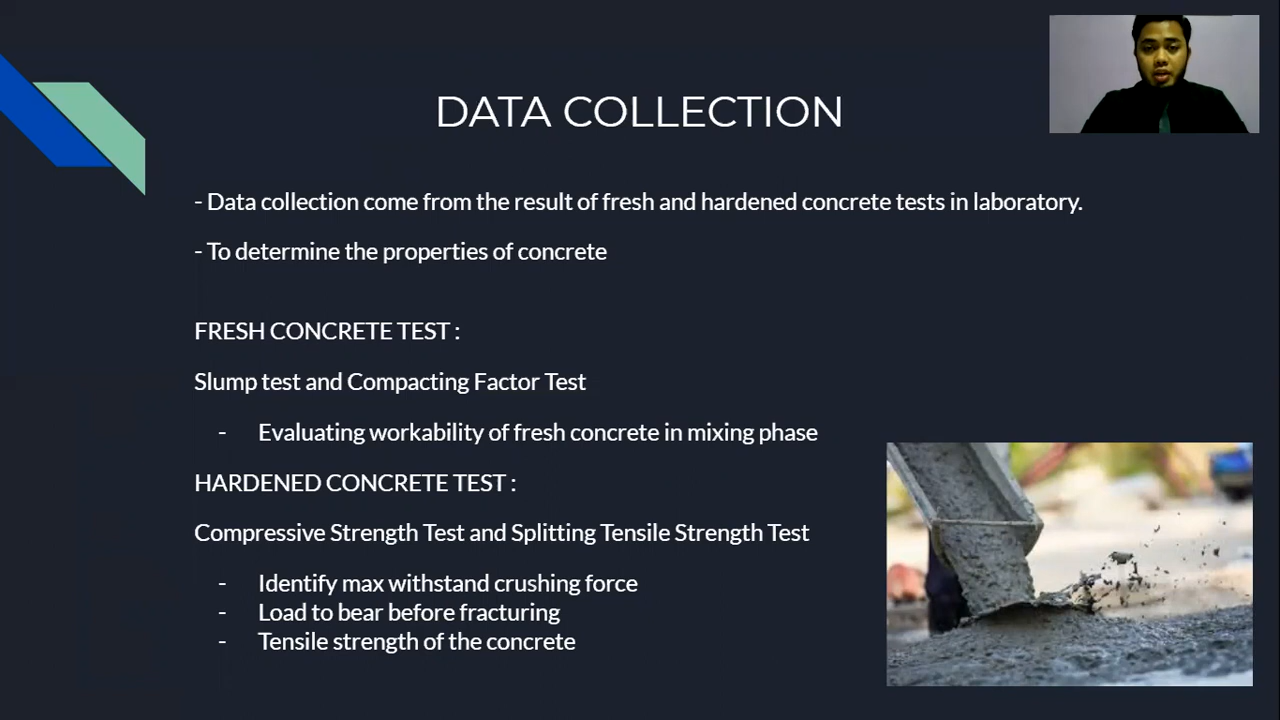 DATA COLLECTION
- Data collection come from the result of fresh and hardened concrete tests in laboratory.
- To determine the properties of concrete
FRESH CONCRETE TEST :
Slump test and Compacting Factor Test
- Evaluating workability of fresh concrete in mixing phase
HARDENED CONCRETE TEST :
Compressive Strength Test and Splitting Tensile Strength Test
- Identify max withstand crushing force
- Load to bear before fracturing
- Tensile strength of the concrete